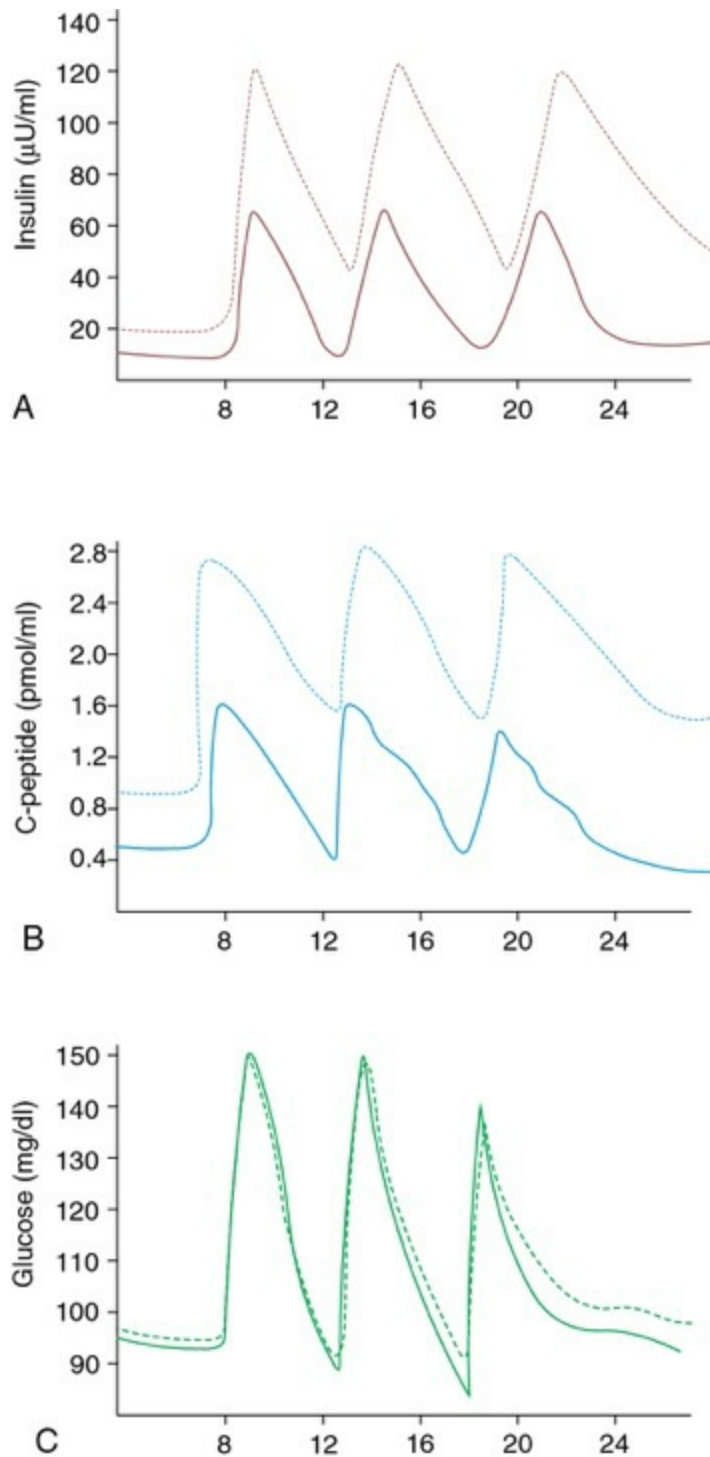 140
120
100
80
60
40
20
Insulin (μU/ml)
A
8 12 16 20 24
2.8
2.4
2.0
1.6
1.2
0.8
0.4
C-peptide (pmol/ml)
B
8 12 16 20 24
150
140
130
120
110
100
90
Glucose (mg/dl)
C
8 12 16 20 24